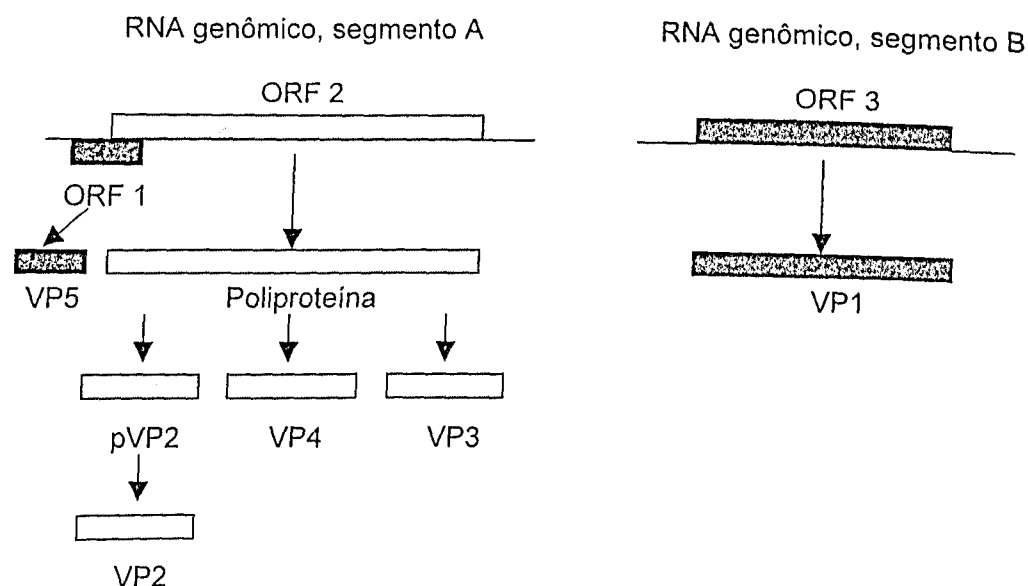 RNA genômico, segmento A
RNA genômico, segmento B
ORF 2
ORF 3
ORF 1
VP5
Poliproteína
VP1
pVP2
VP4
VP3
VP2